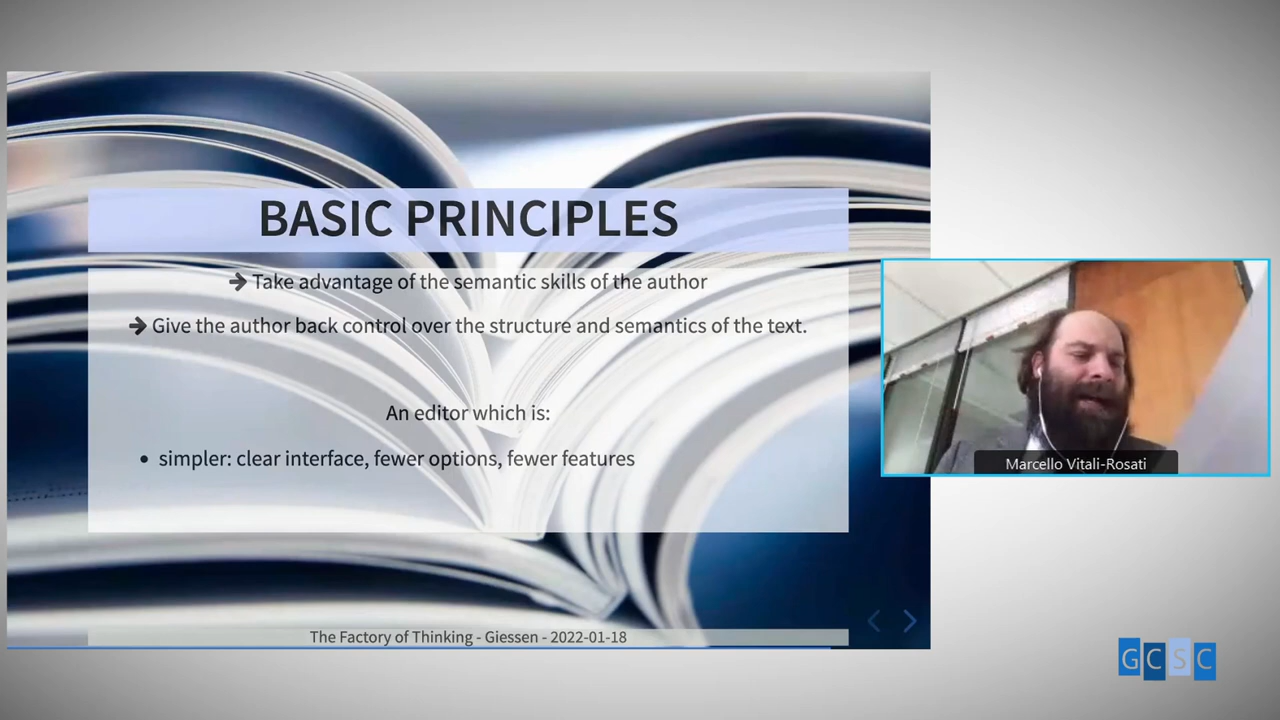 BASIC PRINCIPLES
➔ Take advantage of the semantic skills of the author
➔ Give the author back control over the structure and semantics of the text.
An editor which is:
• simpler: clear interface, fewer options, fewer features
The Factory of Thinking - Giessen - 2022-01-18
Marcello Vitali-Rosati
GCSC